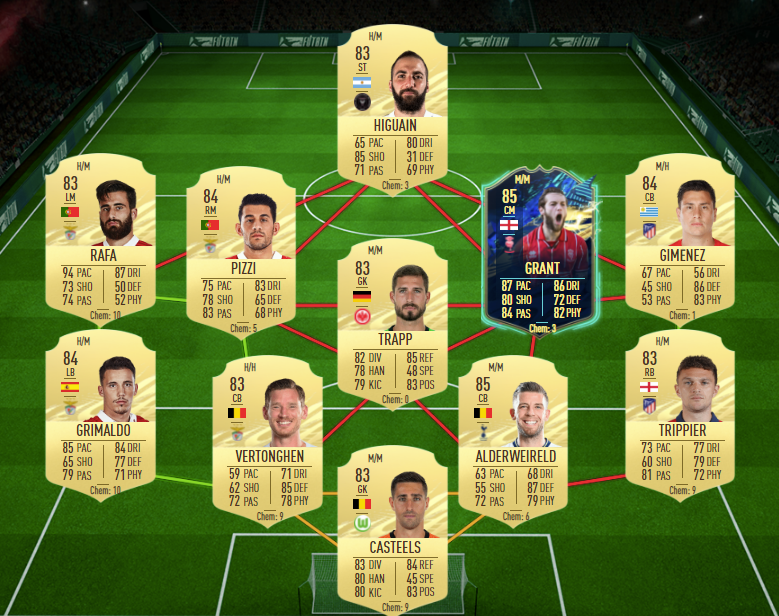 H/M
83
ST
HIGUAIN
65 PAC 80 DRI
85 SHO 31 DEF
71 PAS 69 PHY
Chem: 3
H/M
83
LM
RAFA
94 PAC 87 DRI
73 SHO 50 DEF
74 PAS 52 PHY
Chem: 10
H/M
84
RM
PIZZI
75 PAC 83 DRI
78 SHO 65 DEF
83 PAS 68 PHY
Chem: 5
M/M
83
GK
TRAPP
82 DIV 85 REF
78 HAN 48 SPE
79 KIC 83 POS
Chem: 0
M/M
85
CM
GRANT
87 PAC 86 DRI
80 SHO 72 DEF
84 PAS 82 PHY
Chem: 3
M/H
84
CB
GIMENEZ
67 PAC 56 DRI
45 SHO 86 DEF
53 PAS 83 PHY
Chem: 1
H/M
84
LB
GRIMALDO
85 PAC 84 DRI
65 SHO 77 DEF
79 PAS 71 PHY
Chem: 10
H/H
83
CB
VERTONGHEN
59 PAC 71 DRI
62 SHO 85 DEF
72 PAS 78 PHY
Chem: 9
M/M
83
GK
CASTEELS
83 DIV 84 REF
80 HAN 45 SPE
80 KIC 83 POS
Chem: 9
M/M
85
CB
ALDERWEIRELD
63 PAC 68 DRI
55 SHO 87 DEF
72 PAS 79 PHY
Chem: 6
H/M
83
RB
TRIPPIER
73 PAC 77 DRI
60 SHO 79 DEF
81 PAS 72 PHY
Chem: 9